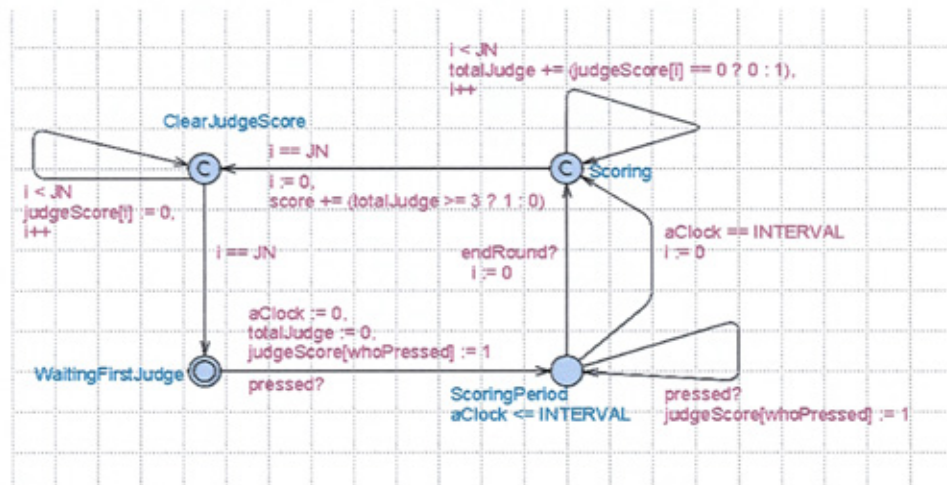 i < JN
totalJudge += (judgeScore[i] == 0 ? 0 : 1),
i++
ClearJudgeScore
C
i == JN
C
Scoring
i := 0,
score += (totalJudge >= 3 ? 1 : 0)
i < JN
judgeScore[i] := 0,
i++
aClock == INTERVAL
i := 0
i == JN
endRound?
i := 0
aClock := 0,
totalJudge := 0,
judgeScore[whoPressed] := 1
WaitingFirstJudge
pressed?
ScoringPeriod
aClock <= INTERVAL
pressed?
judgeScore[whoPressed] := 1